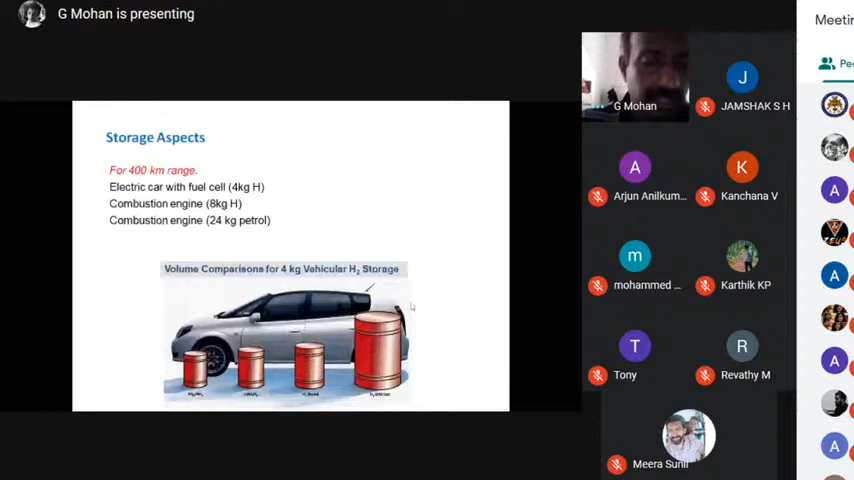 G Mohan is presenting
Meetin
Storage Aspects
For 400 km range:
Electric car with fuel cell (4kg H)
Combustion engine (8kg H)
Combustion engine (24 kg petrol)
Volume Comparisons for 4 kg Vehicular H₂ Storage
G Mohan
JAMSHAK S H
J
A
K
Arjun Anilkum...
Kanchana V
m
mohammed ...
Karthik KP
T
R
Tony
Revathy M
Meera Sunil
Pe
A
A
A
A